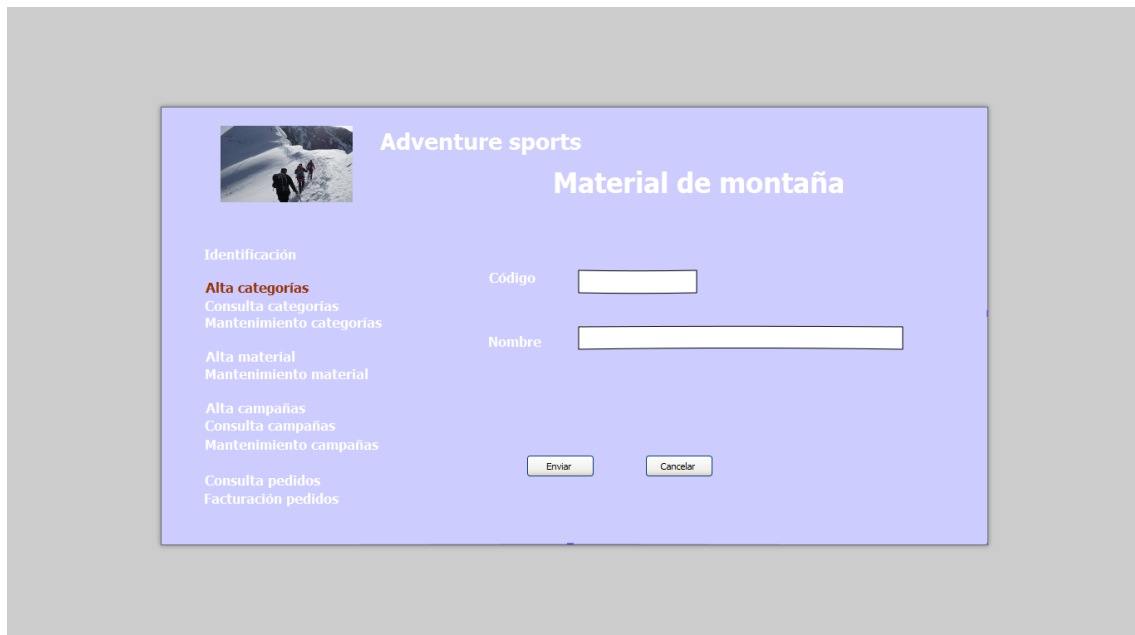 Adventure sports
Material de montaña
Identificación
Alta categorías
Consulta categorías
Mantenimiento categorías
Alta material
Mantenimiento material
Alta campañas
Consulta campañas
Mantenimiento campañas
Consulta pedidos
Facturación pedidos
Código
Nombre
Enviar
Cancelar